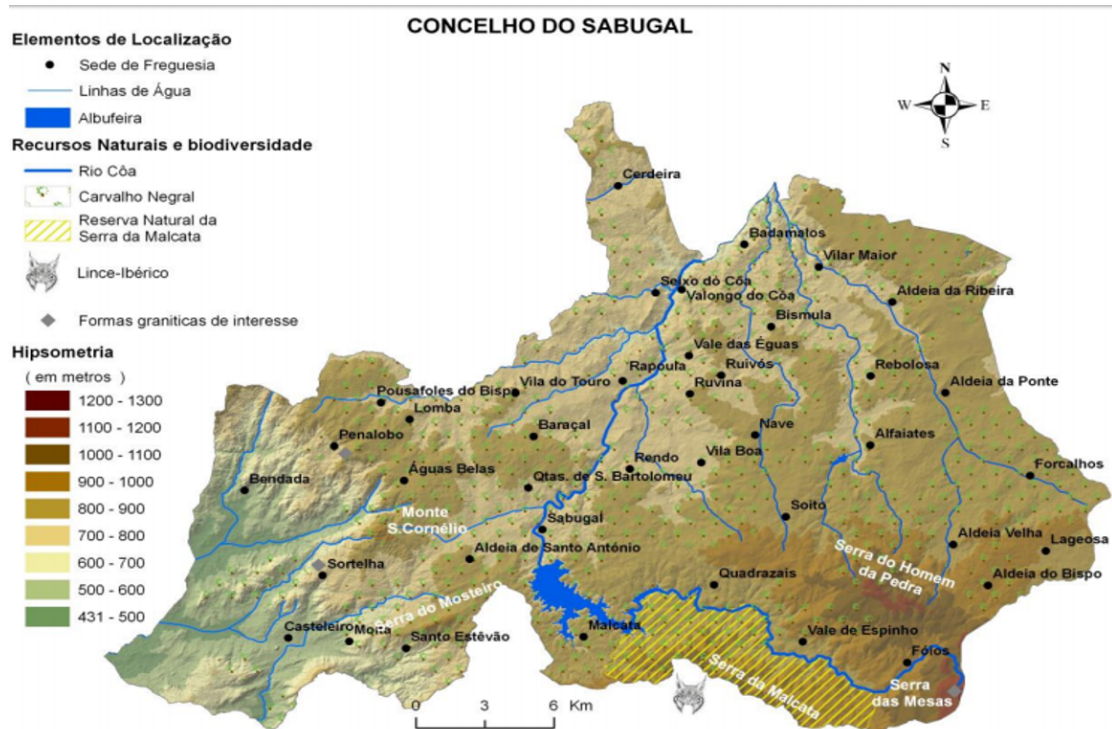 CONCELHO DO SABUGAL
Elementos de Localização
Sede de Freguesia
Linhas de Água
Albufeira
Recursos Naturais e biodiversidade
Rio Côa
Carvalho Negral
Reserva Natural da
Serra da Malcata
Lince-Ibérico
Formas graniticas de interesse
Hipsometria
( em metros )
1200 - 1300
1100 - 1200
1000 - 1100
900 - 1000
800 - 900
700 - 800
600 - 700
500 - 600
431 - 500
N
W
E
S
Cerdeira
Badamalos
Vilar Maior
Seixo do Côa
Valongo do Côa
Aldeia da Ribeira
Bismula
Vale das Éguas
Ruivós
Rapoula
Ruvina
Rebolosa
Aldeia da Ponte
Vila do Touro
Pousafoles do Bispo
Lomba
Penalobo
Baraçal
Nave
Alfaiates
Bendada
Águas Belas
Qtas. de S. Bartolomeu
Rendo
Vila Boa
Forcalhos
Monte
S.Cornélio
Sabugal
Soito
Aldeia Velha
Lageosa
Aldeia de Santo António
Sortelha
Quadrazais
Serra do Homem
da Pedra
Aldeia do Bispo
Serra do Mosteiro
Casteleiro
Moita
Santo Estêvão
Malcata
Vale de Espinho
Fóios
Serra da Malcata
Serra
das Mesas
0 3 6 Km